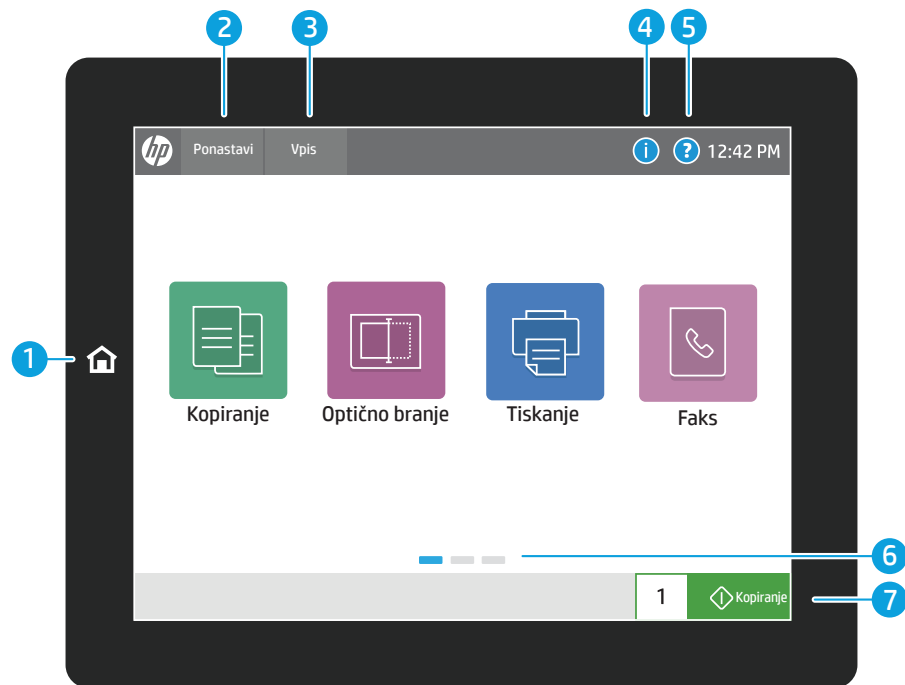 2 3 4 5
hp Ponastavi Vpis i ? 12:42 PM
1
Kopiranje Optično branje Tiskanje Faks
6
1 Kopiranje
7